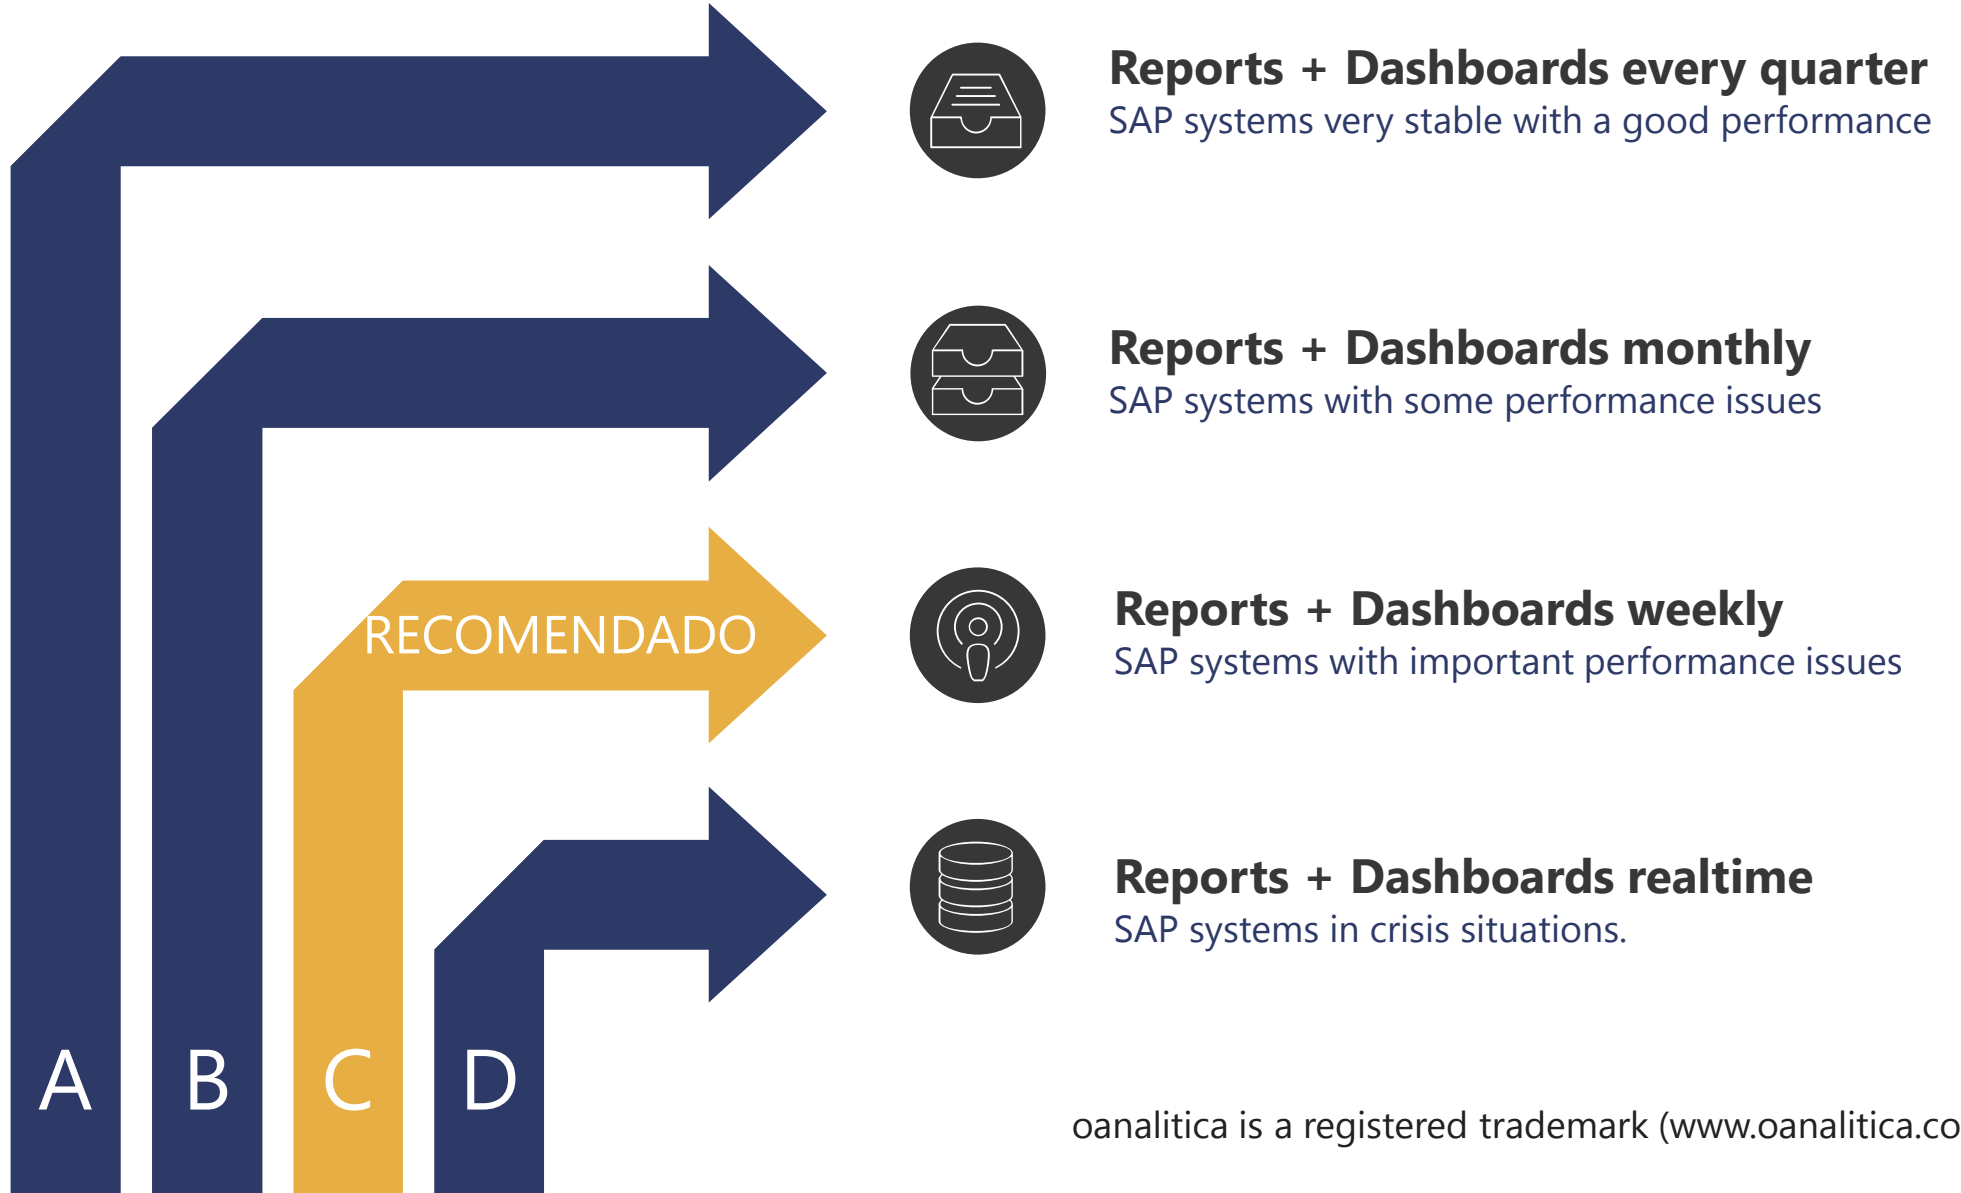 Reports + Dashboards every quarter
SAP systems very stable with a good performance
Reports + Dashboards monthly
SAP systems with some performance issues
RECOMENDADO
Reports + Dashboards weekly
SAP systems with important performance issues
Reports + Dashboards realtime
SAP systems in crisis situations.
A B C D
oanalitica is a registered trademark (www.oanalitica.co